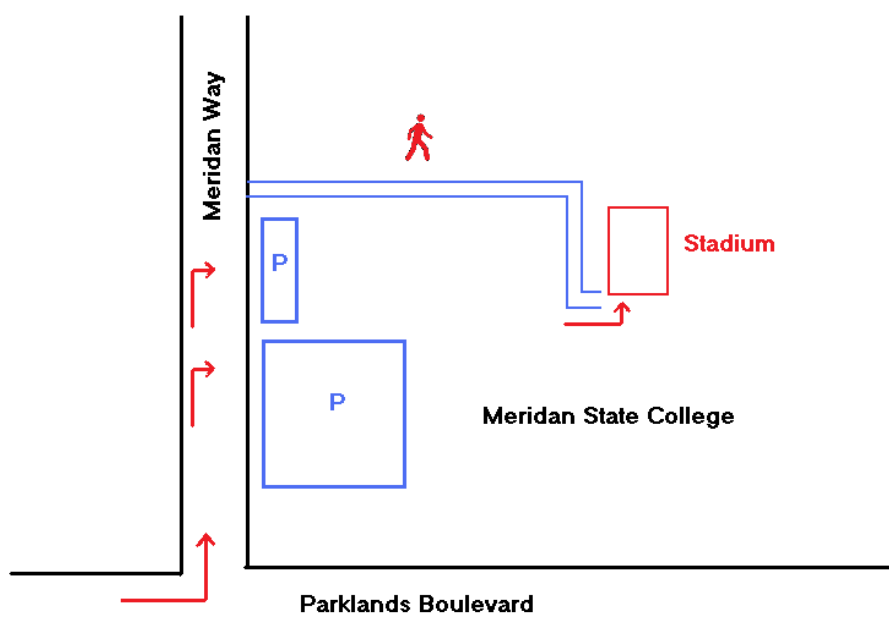 Meridan Way
P
Stadium
P
Meridan State College
Parklands Boulevard